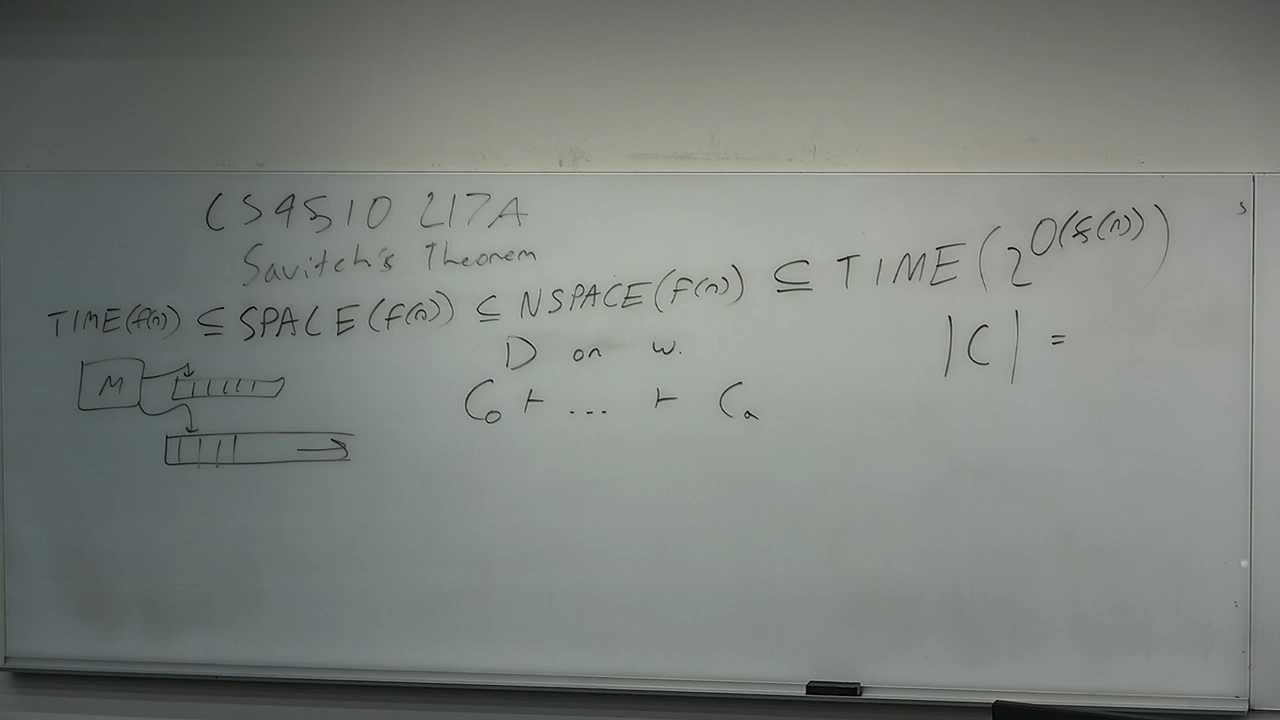 CS4510 L17A
Savitch's Theorem
TIME(f(n)) ⊆ SPACE(f(n)) ⊆ NSPACE(f(n)) ⊆ TIME(2^O(f(n)))
D on w.
|C| =
M
C₀ ⊢ ... ⊢ Cₐ